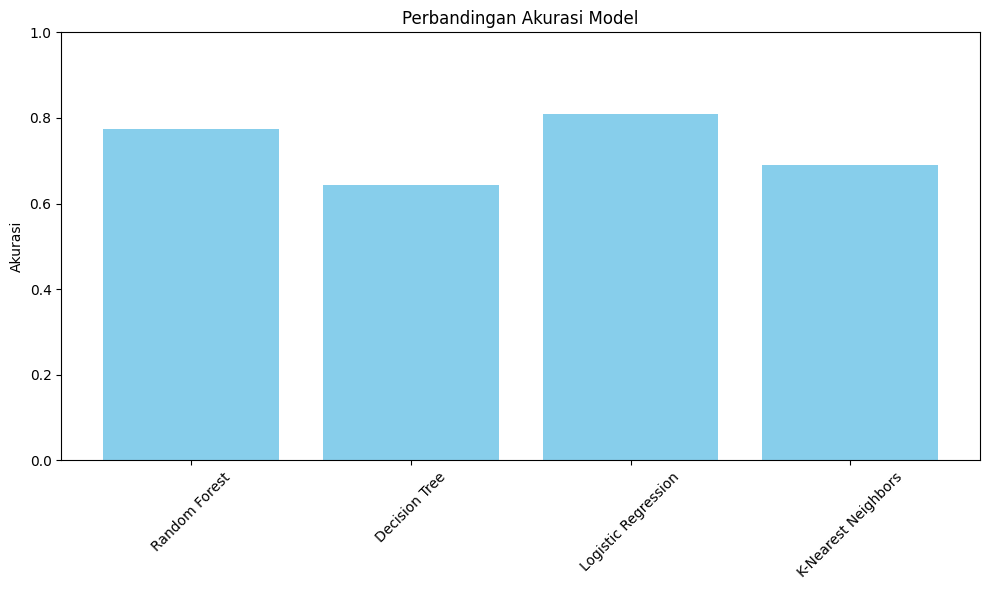 Perbandingan Akurasi Model
1.0
0.8
0.6
0.4
0.2
0.0
Akurasi
Random Forest
Decision Tree
Logistic Regression
K-Nearest Neighbors